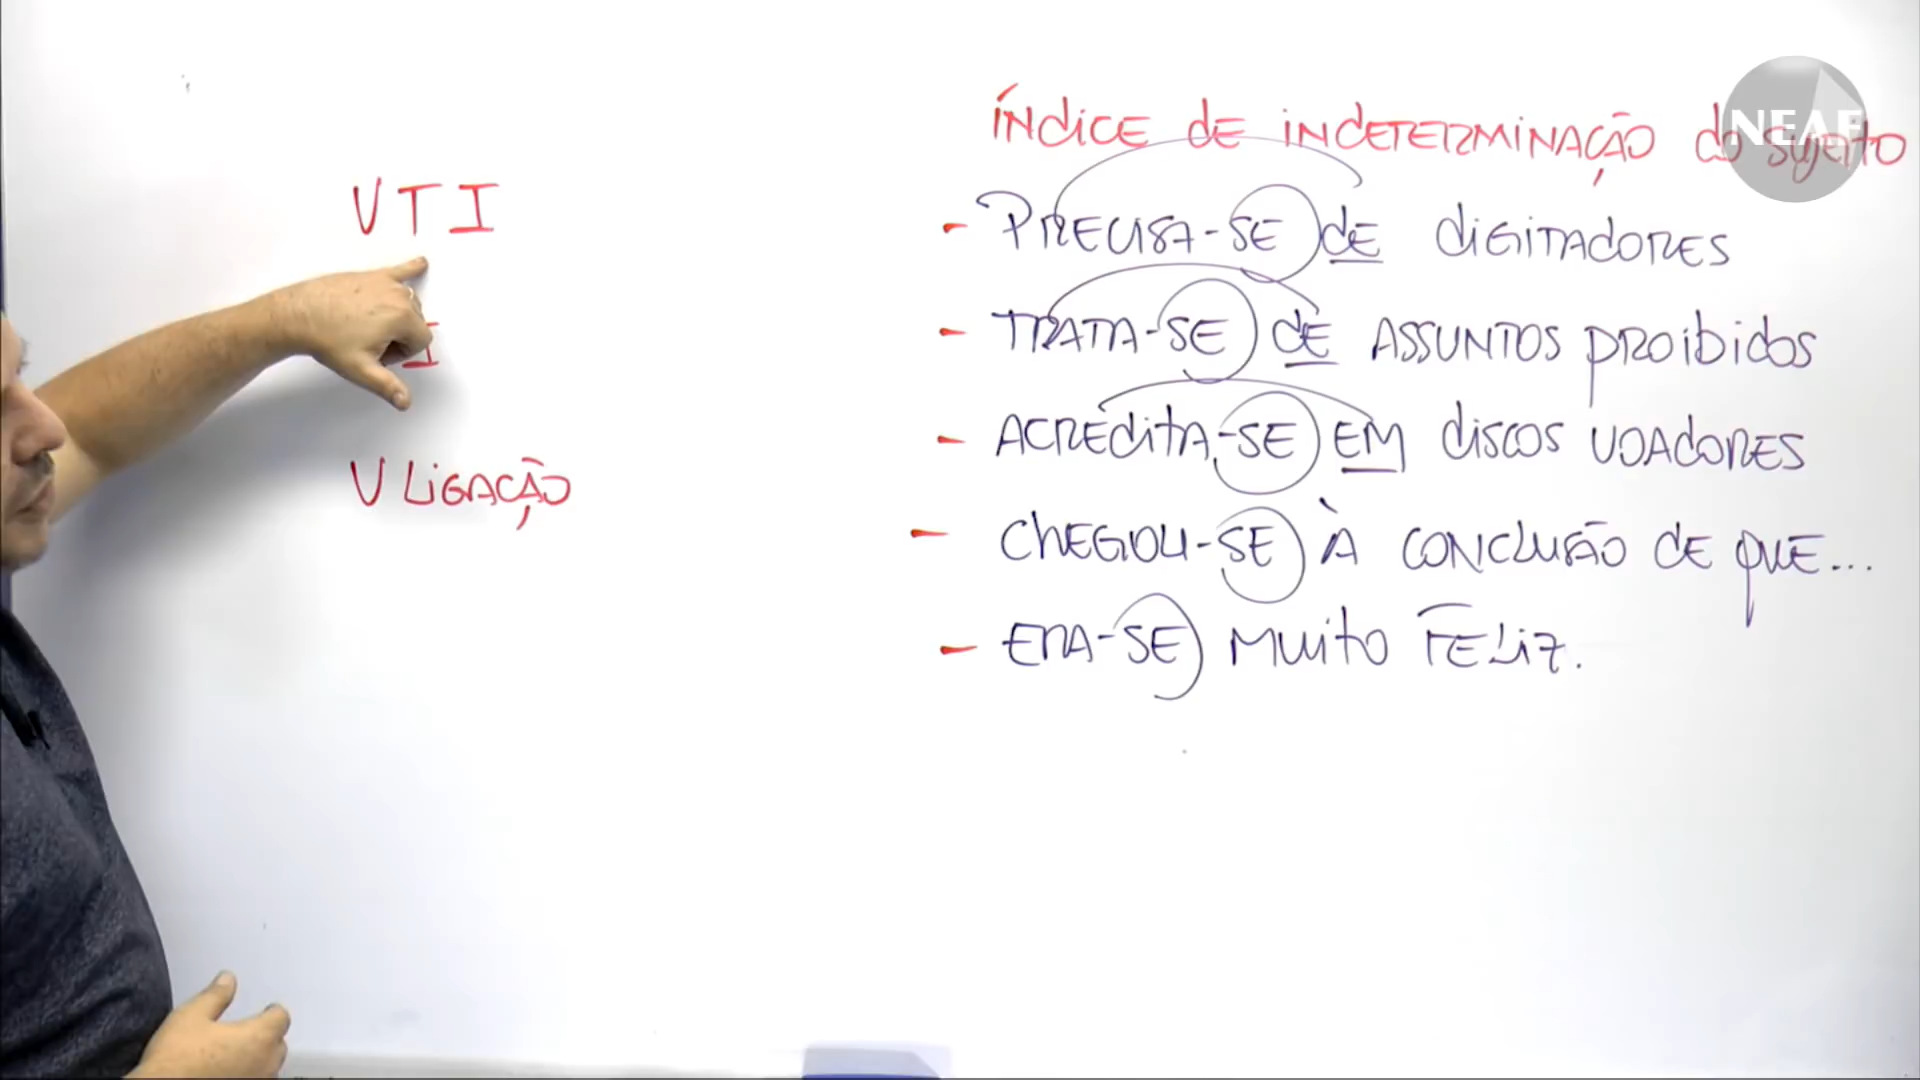 VTI
I
V LIGAÇÃO
ÍNDICE DE INDETERMINAÇÃO do sujeito
NEAF
- PRECISA-SE DE DIGITADORES
- TRATA-SE DE ASSUNTOS PROIBIDOS
- ACREDITA-SE EM DISCOS VOADORES
- CHEGOU-SE À CONCLUSÃO DE QUE...
- ERA-SE MUITO FELIZ.